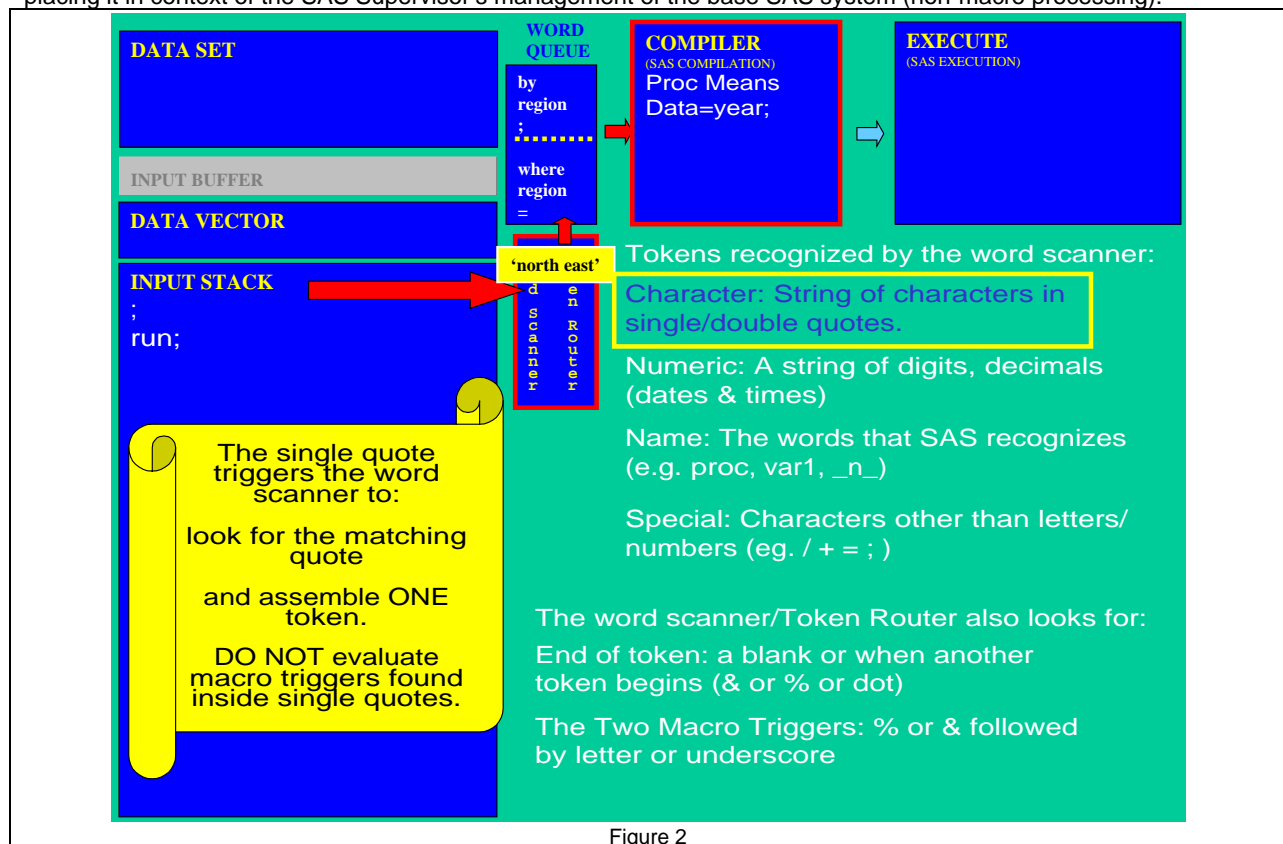 placing it in context of the SAS Supervisor's management of the base SAS system (non-macro processing).
DATA SET
INPUT BUFFER
DATA VECTOR
INPUT STACK
;
run;
The single quote
triggers the word
scanner to:
look for the matching
quote
and assemble ONE
token.
DO NOT evaluate
macro triggers found
inside single quotes.
WORD
QUEUE
by
region
;
where
region
=
‘north east’
d Scanner
en Router
COMPILER
(SAS COMPILATION)
Proc Means
Data=year;
EXECUTE
(SAS EXECUTION)
Tokens recognized by the word scanner:
Character: String of characters in
single/double quotes.
Numeric: A string of digits, decimals
(dates & times)
Name: The words that SAS recognizes
(e.g. proc, var1, _n_)
Special: Characters other than letters/
numbers (eg. / + = ; )
The word scanner/Token Router also looks for:
End of token: a blank or when another
token begins (& or % or dot)
The Two Macro Triggers: % or & followed
by letter or underscore
Figure 2